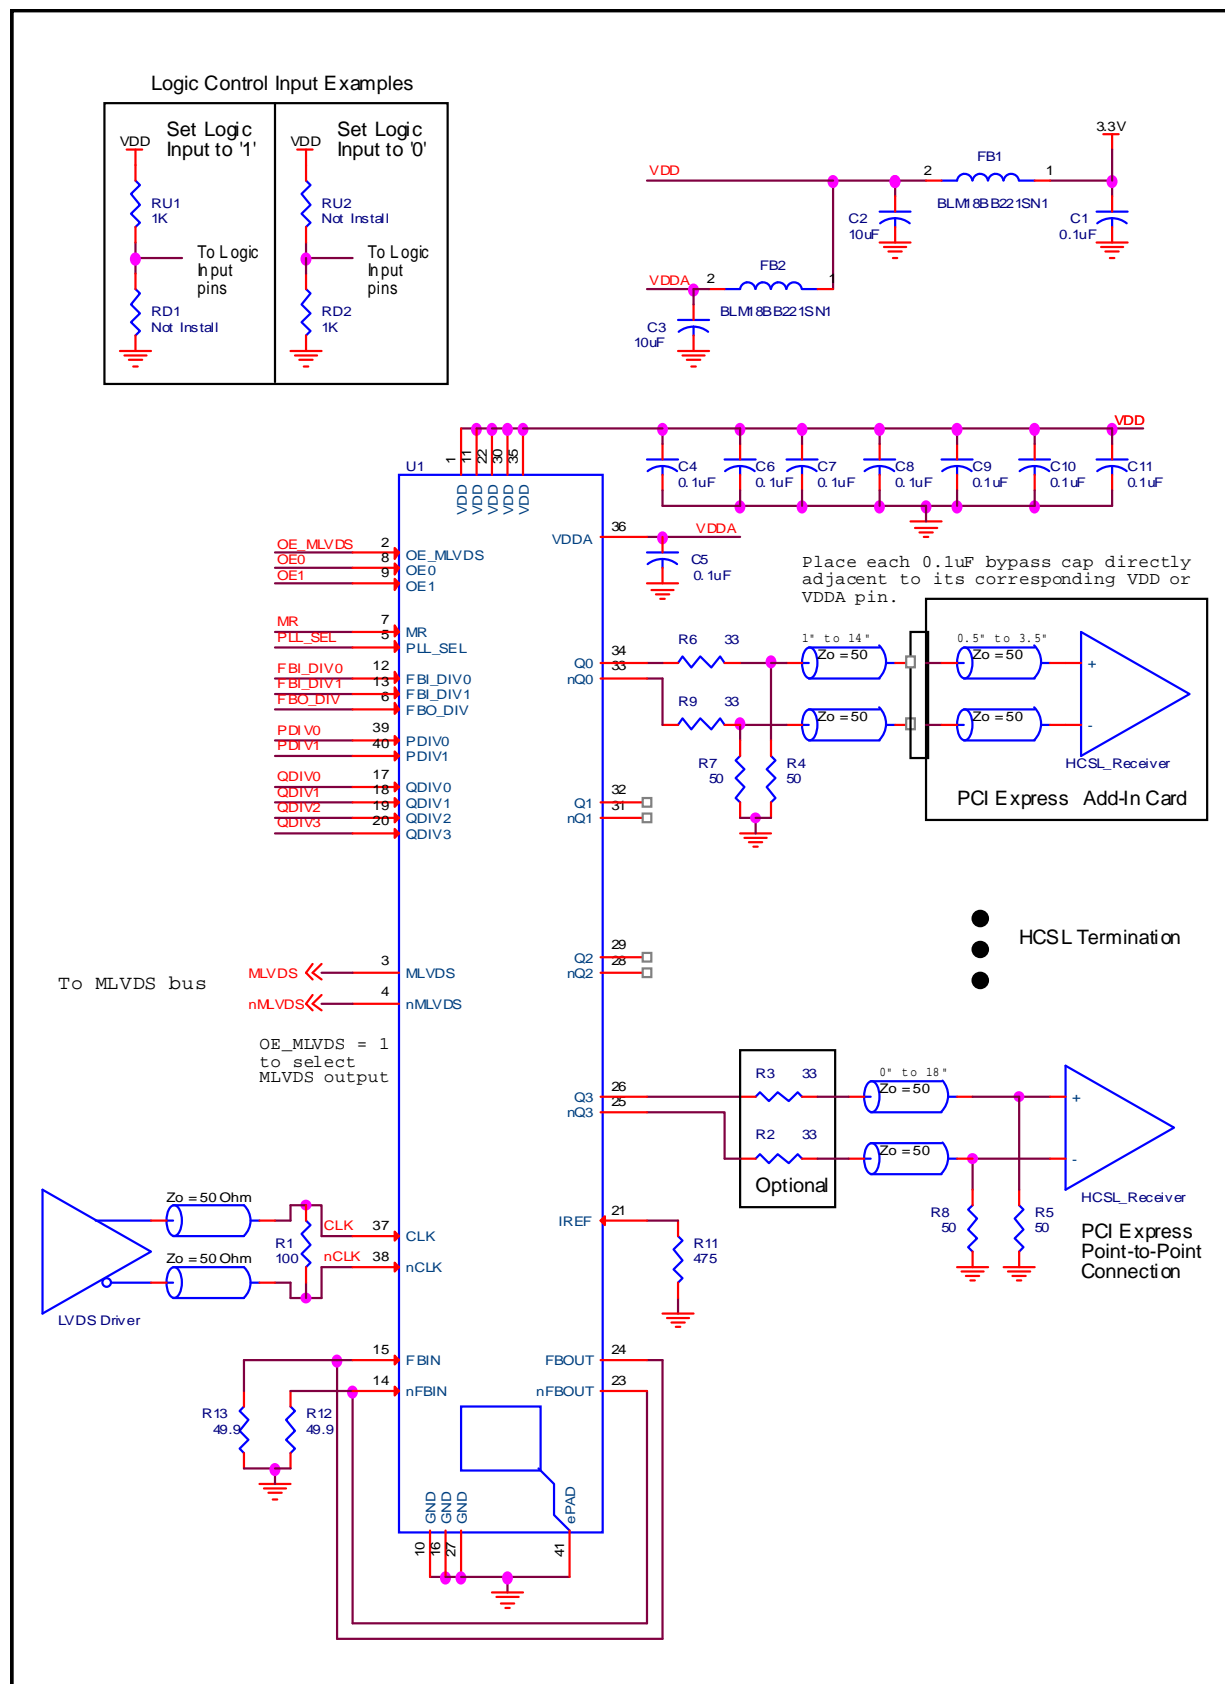 Logic Control Input Examples
VDD
Set Logic
Input to '1'
RU1
1K
To Logic
Input
pins
RD1
Not Install
VDD
Set Logic
Input to '0'
RU2
Not Install
To Logic
Input
pins
RD2
1K
3.3V
VDD
2
FB1
1
BLM18BB221SN1
C2
10uF
C1
0.1uF
VDDA
2
FB2
1
BLM18BB221SN1
C3
10uF
U1
1
11
22
30
35
VDD
VDD
VDD
VDD
VDD
VDD
C4
0.1uF
C6
0.1uF
C7
0.1uF
C8
0.1uF
C9
0.1uF
C10
0.1uF
C11
0.1uF
VDDA
36
VDDA
C5
0.1uF
Place each 0.1uF bypass cap directly
adjacent to its corresponding VDD or
VDDA pin.
OE_MLVDS
2
OE_MLVDS
OE0
8
OE0
OE1
9
OE1
MR
7
MR
PLL_SEL
5
PLL_SEL
FBI_DIV0
12
FBI_DIV0
FBI_DIV1
13
FBI_DIV1
FBO_DIV
6
FBO_DIV
PDIV0
39
PDIV0
PDIV1
40
PDIV1
QDIV0
17
QDIV0
QDIV1
18
QDIV1
QDIV2
19
QDIV2
QDIV3
20
QDIV3
Q0
34
nQ0
33
R6 33
R9 33
1" to 14"
Zo = 50
Zo = 50
0.5" to 3.5"
Zo = 50
Zo = 50
+
-
HCSL_Receiver
PCI Express Add-In Card
R7
50
R4
50
Q1
32
nQ1
31
Q2
29
nQ2
28
HCSL Termination
To MLVDS bus
MLVDS
3
MLVDS
nMLVDS
4
nMLVDS
OE_MLVDS = 1
to select
MLVDS output
Q3
26
nQ3
25
R3 33
R2 33
Optional
0" to 18"
Zo = 50
Zo = 50
+
-
HCSL_Receiver
R8
50
R5
50
PCI Express
Point-to-Point
Connection
IREF
21
R11
475
Zo = 50 Ohm
Zo = 50 Ohm
LVDS Driver
R1
100
CLK
37
CLK
nCLK
38
nCLK
15
FBIN
14
nFBIN
FBOUT
24
nFBOUT
23
R13
49.9
R12
49.9
GND
GND
GND
ePAD
10
16
27
41